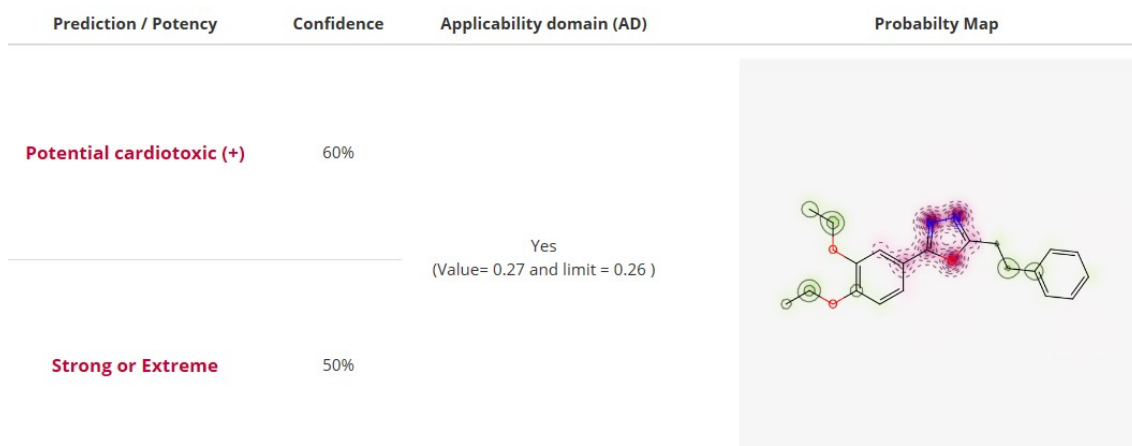 Prediction / Potency Confidence Applicability domain (AD) Probabilty Map
Potential cardiotoxic (+) 60%
Yes
(Value= 0.27 and limit = 0.26 )
Strong or Extreme 50%